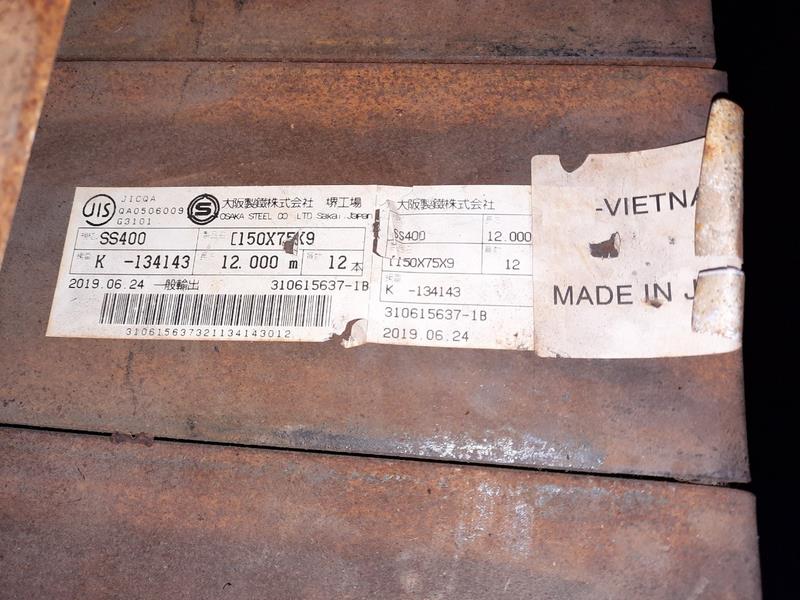 JIS
JICQA
QA0506009
G3101
S
大阪製鐵株式会社 堺工場
OSAKA STEEL CO LTD Sakai Japan
SS400
[150X75X9
K -134143
12.000 m
12本
2019.06.24 一般輸出 310615637-1B
310615637321134143012
大阪製鐵株式会社
SS400
12.000
[150X75X9
12
K -134143
310615637-1B
2019.06.24
-VIETNA
MADE IN J